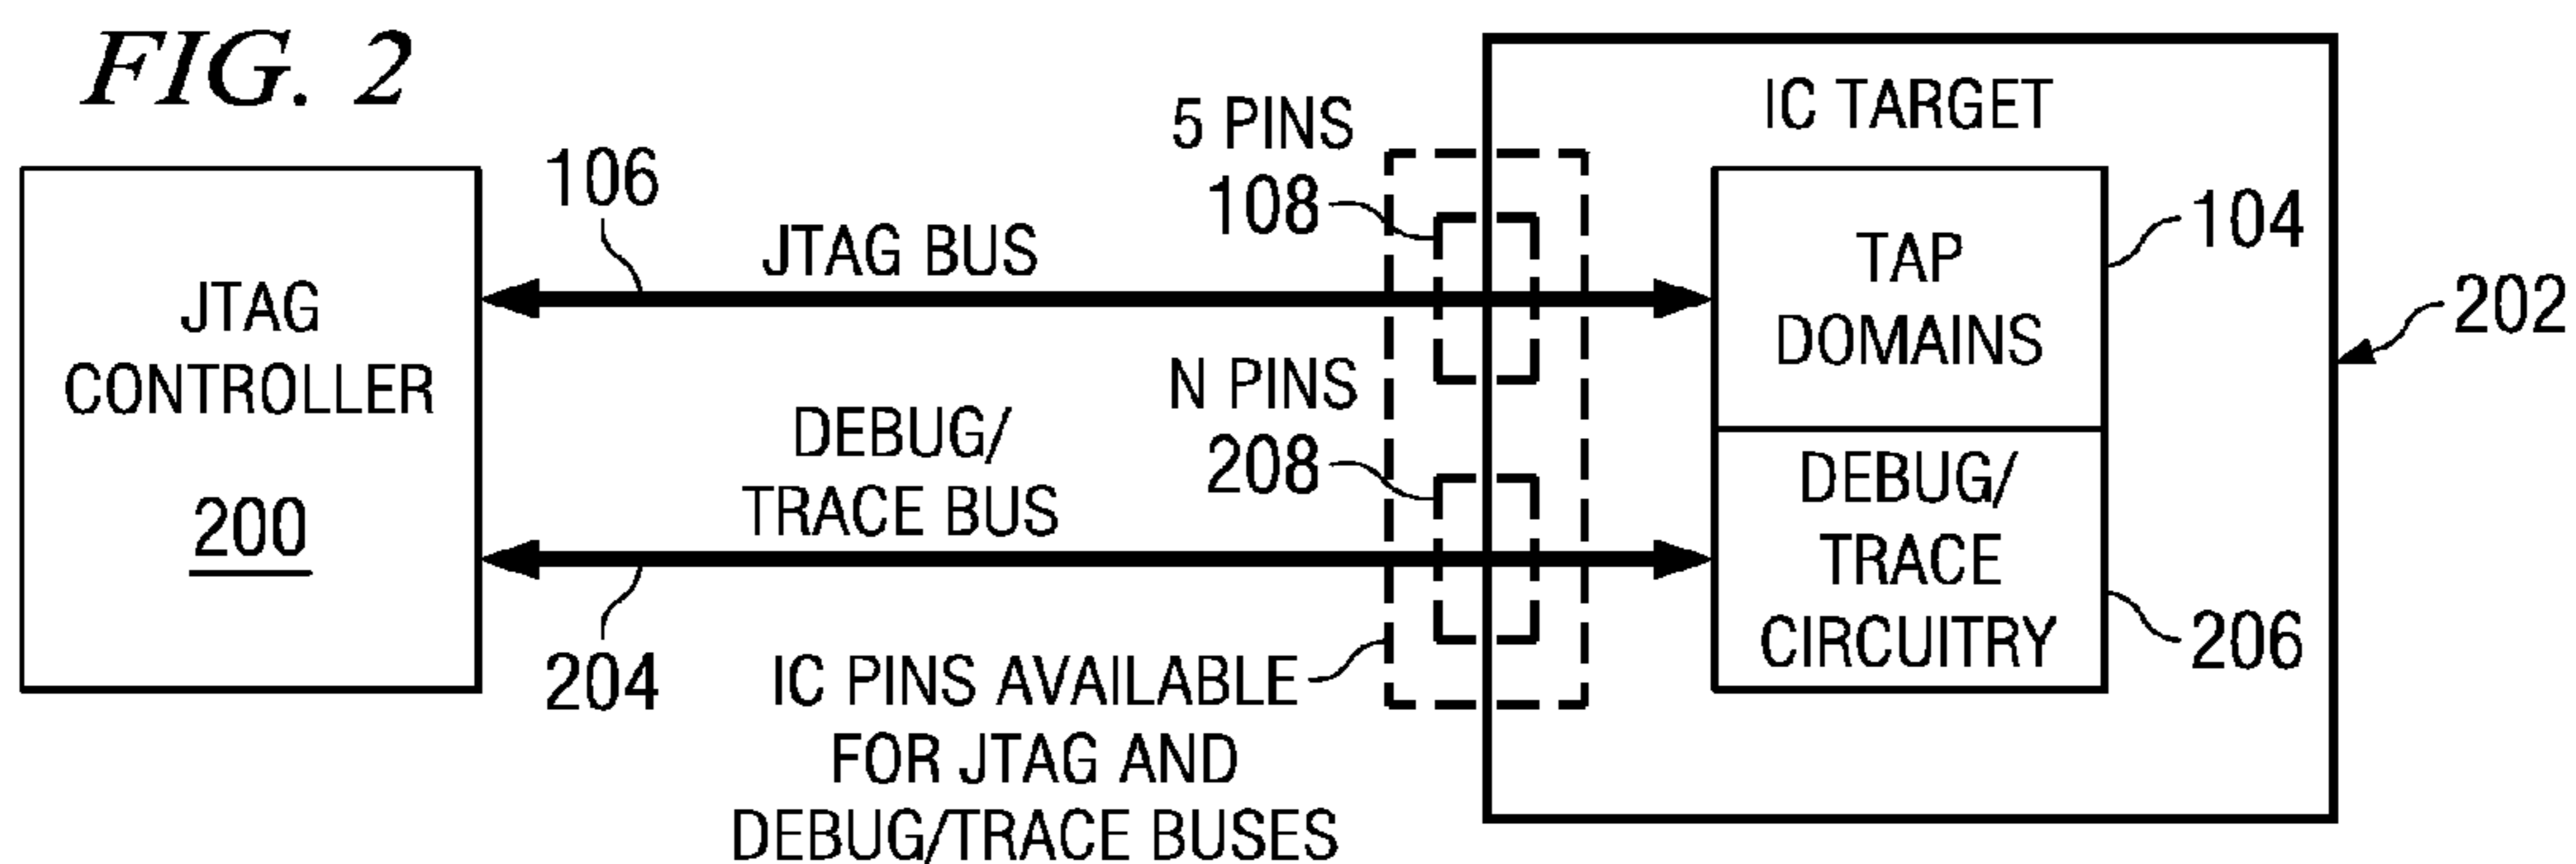 FIG. 2
JTAG
CONTROLLER
200
106
JTAG BUS
DEBUG/
TRACE BUS
204
5 PINS
108
N PINS
208
IC PINS AVAILABLE
FOR JTAG AND
DEBUG/TRACE BUSES
IC TARGET
TAP
DOMAINS
104
DEBUG/
TRACE
CIRCUITRY
206
202